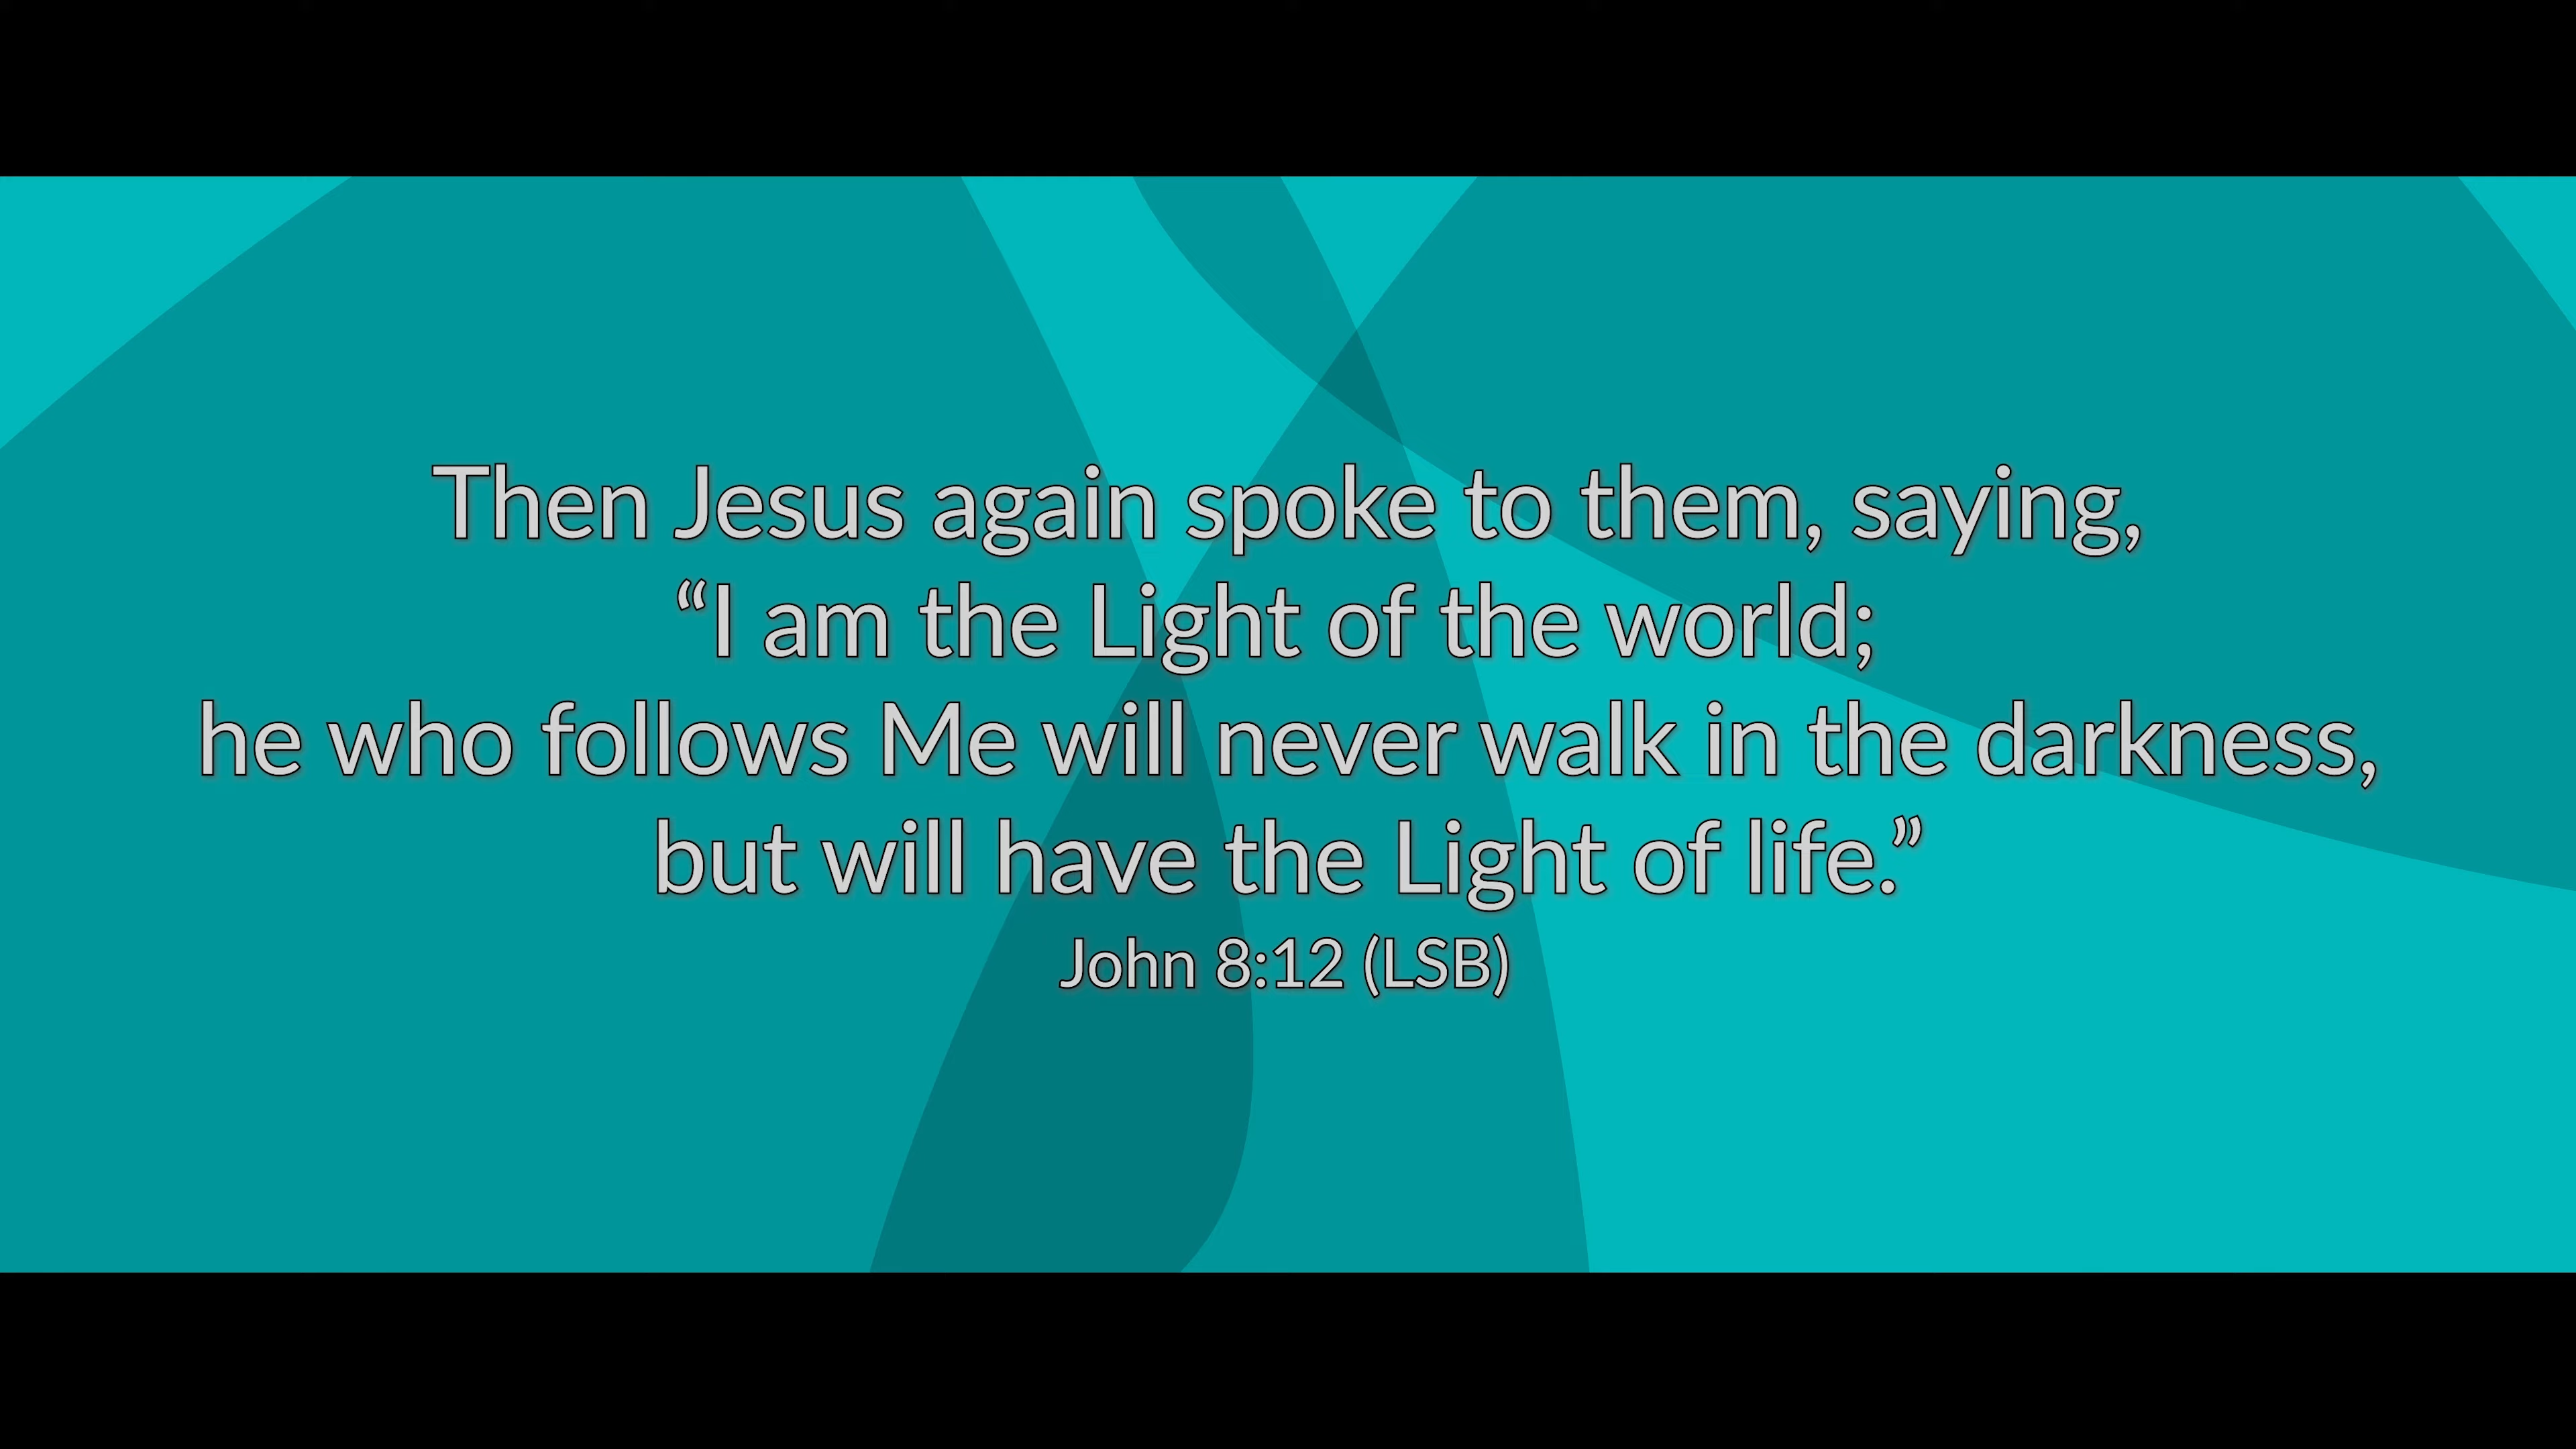 Then Jesus again spoke to them, saying,
“I am the Light of the world;
he who follows Me will never walk in the darkness,
but will have the Light of life.”
John 8:12 (LSB)